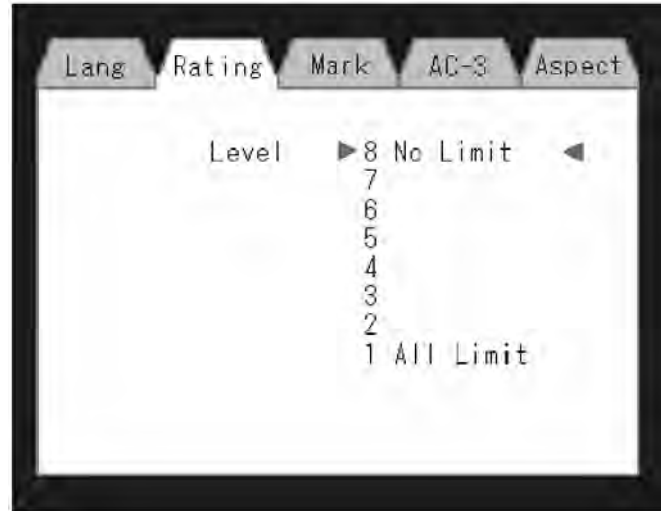 Lang Rating Mark AC-3 Aspect
Level ▶ 8 No Limit ◀
7
6
5
4
3
2
1 All Limit